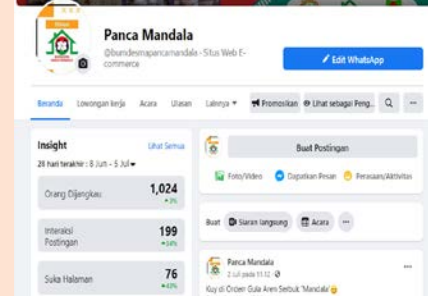 Panca Mandala
@bumdesmapancamandala - Situs Web E-
commerce
Edit WhatsApp
Beranda Lowongan kerja Acara Ulasan Lainnya Promosikan Lihat sebagai Peng...
Insight Lihat Semua
28 hari terakhir : 8 Jun - 5 Jul
Orang Dijangkau 1,024
Interaksi
Postingan 199
Suka Halaman 76
Buat Postingan
Foto/Video Dapatkan Pesan Perasaan/Aktivitas
Buat Siaran langsung Acara
Panca Mandala
2 Juli pada 11.12
Kuy di Orderr Gula Aren Serbuk 'Mandala'